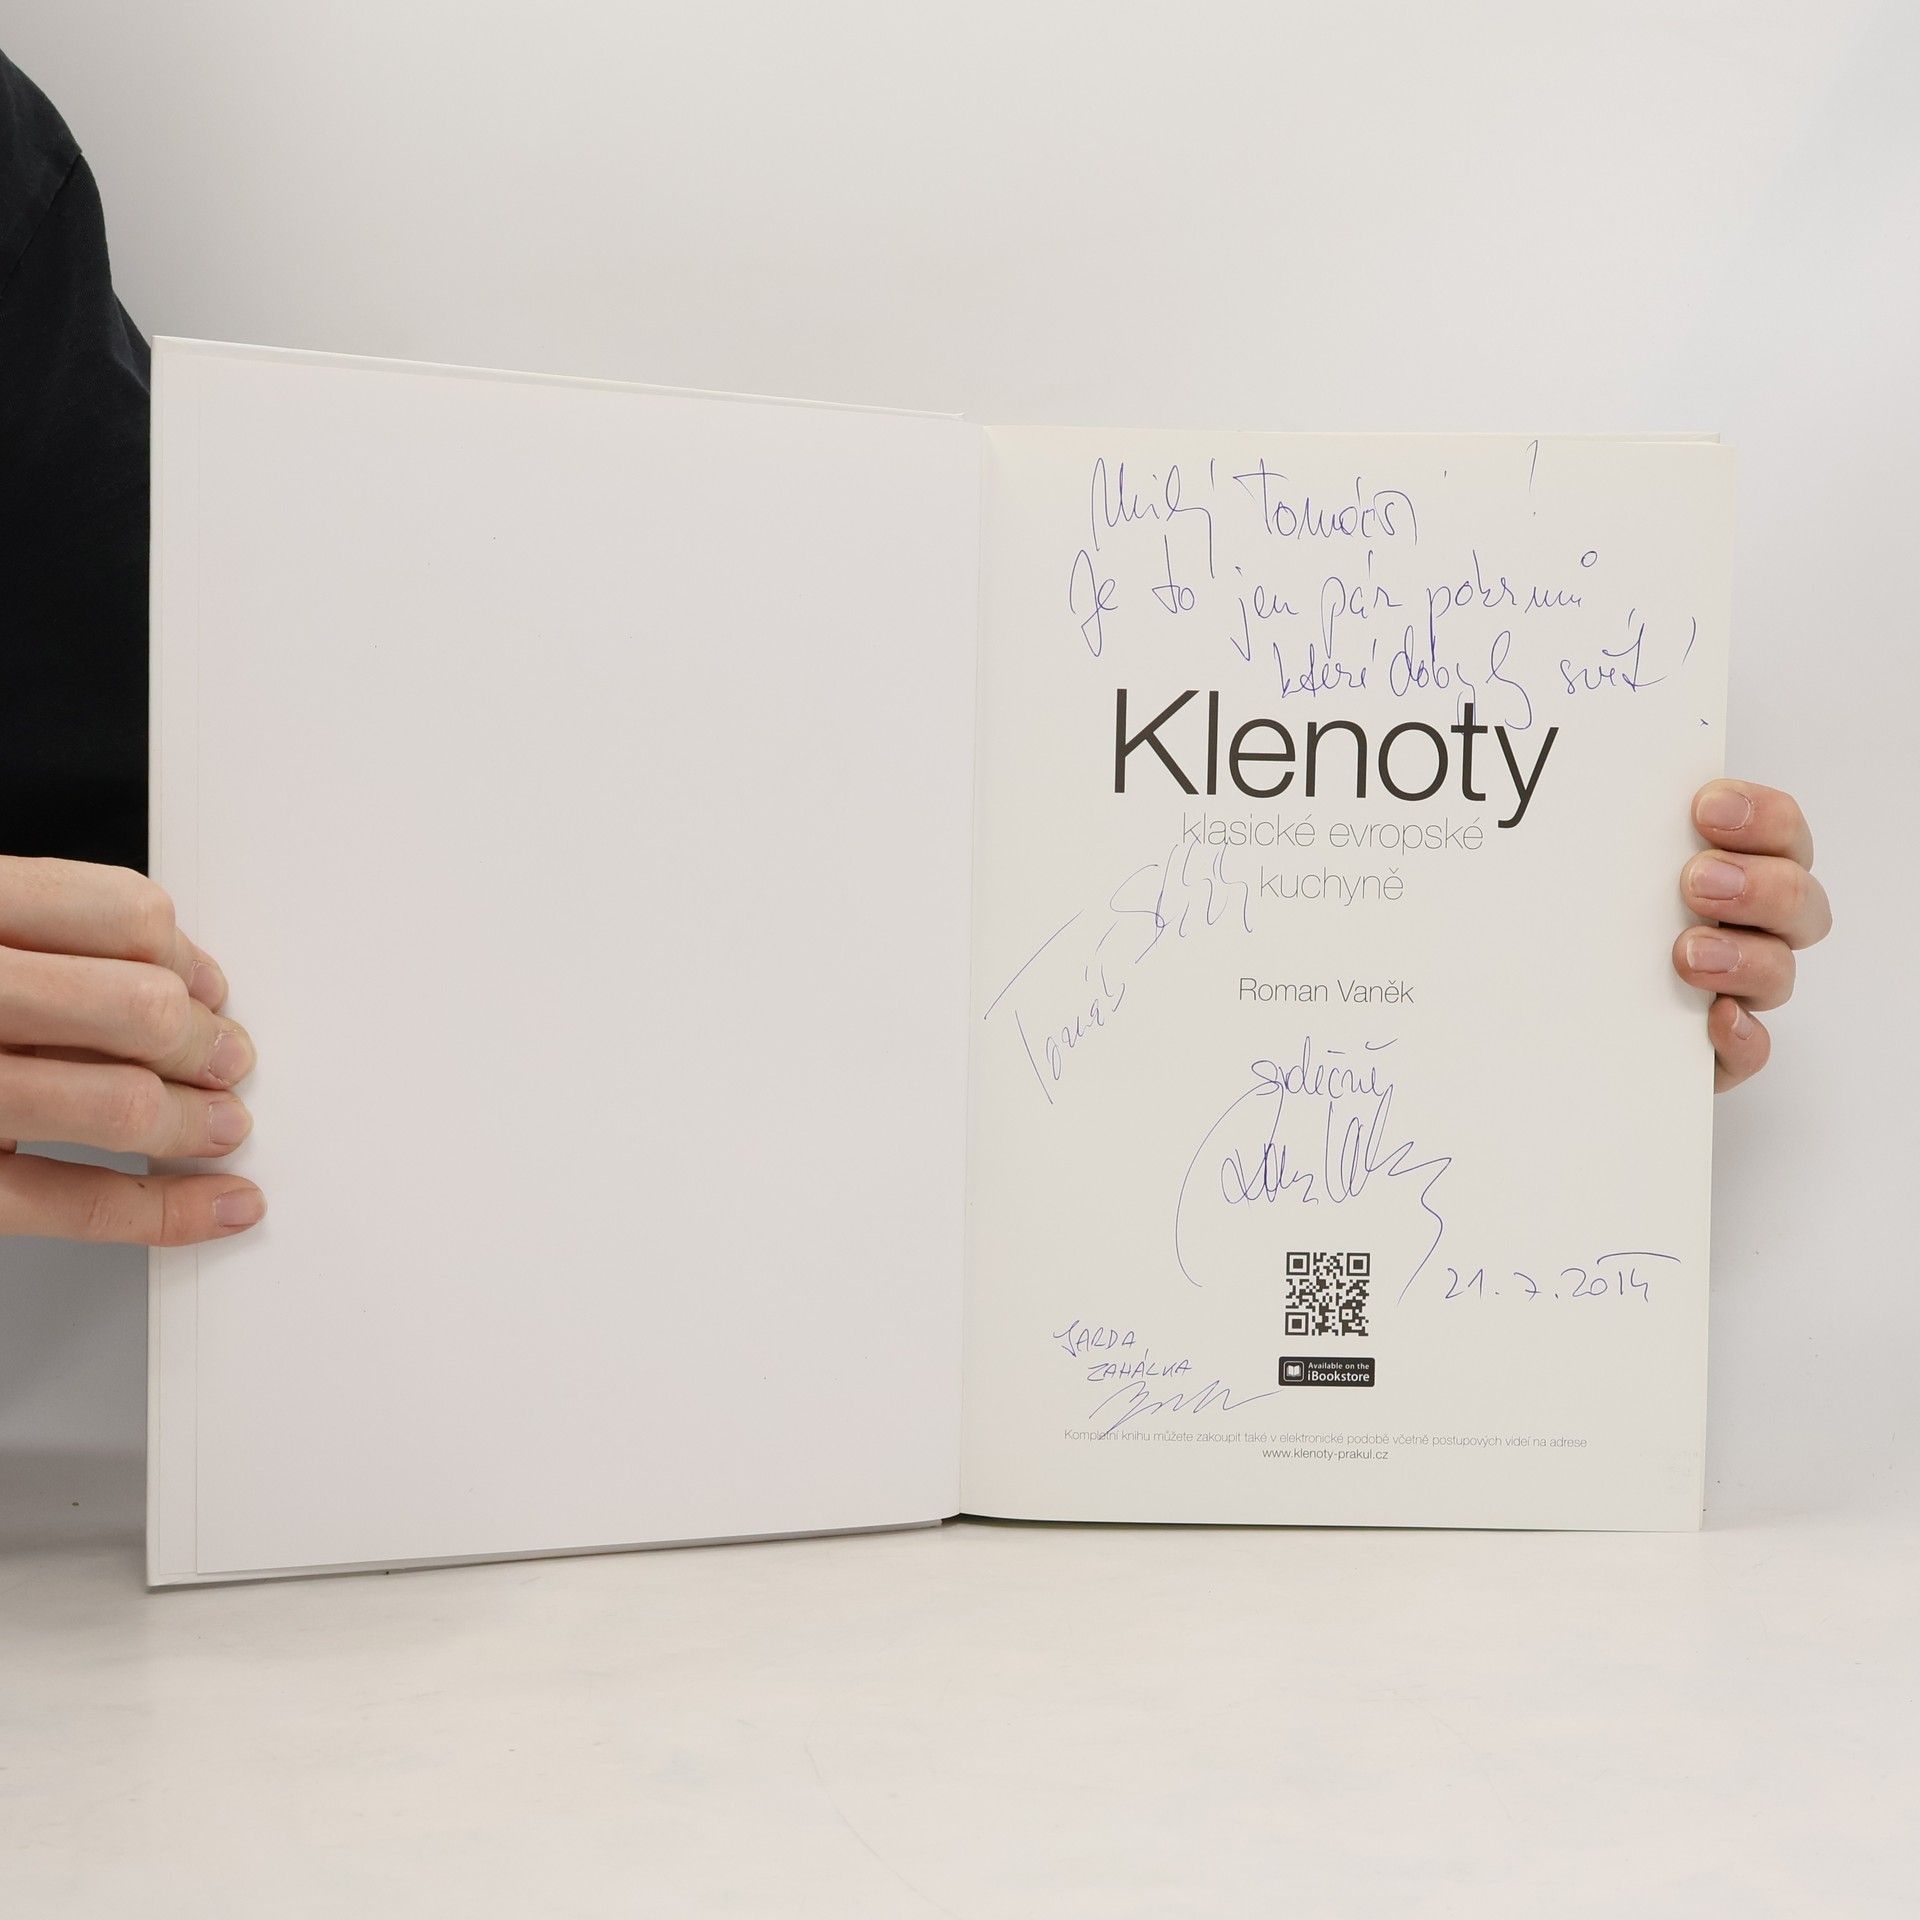 Milý Tomáši !
Je to jen pár pokrmů
které dobyly svět!
Klenoty
klasické evropské
kuchyně
Tomáš
Roman Vaněk
srdečně
21.7.2014
JARDA
ZAHÁLKA
Available on the
iBookstore
Kompletní knihu můžete zakoupit také v elektronické podobě včetně postupových videí na adrese
www.klenoty-prakul.cz